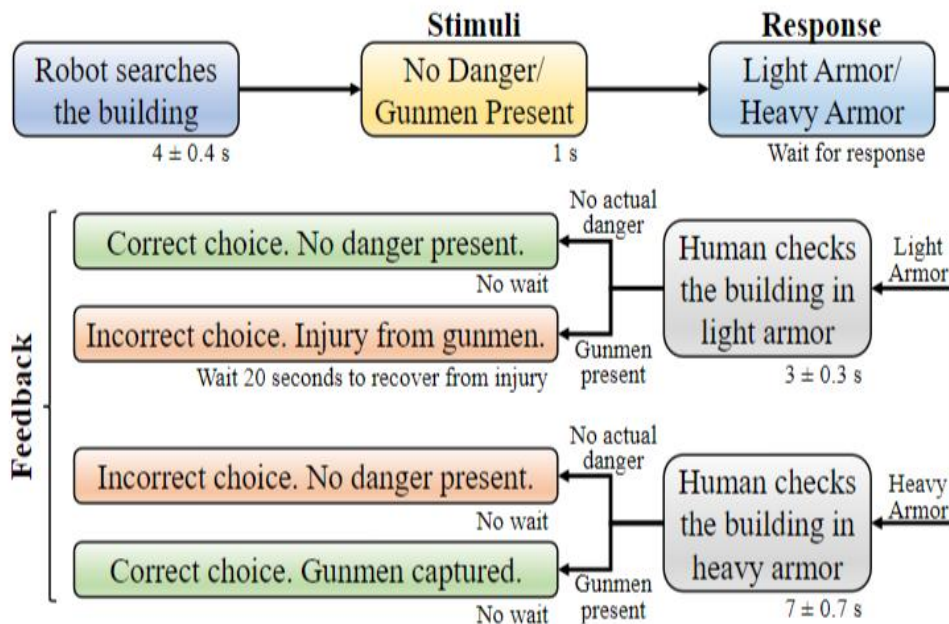 Stimuli
Response
Robot searches
the building
4 ± 0.4 s
No Danger/
Gunmen Present
1 s
Light Armor/
Heavy Armor
Wait for response
Feedback
Correct choice. No danger present.
No wait
No actual
danger
Incorrect choice. Injury from gunmen.
Wait 20 seconds to recover from injury
Gunmen
present
Human checks
the building in
light armor
3 ± 0.3 s
Light
Armor
Incorrect choice. No danger present.
No wait
No actual
danger
Correct choice. Gunmen captured.
No wait
Gunmen
present
Human checks
the building in
heavy armor
7 ± 0.7 s
Heavy
Armor